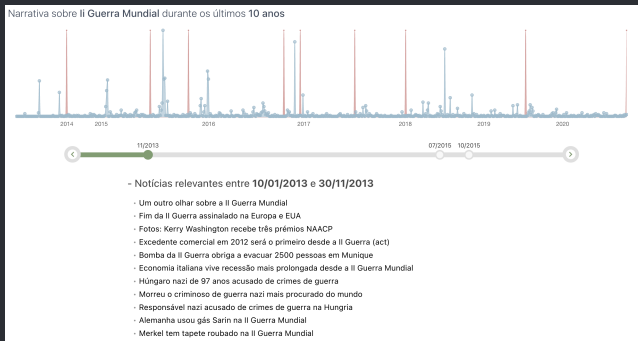 Narrativa sobre Ii Guerra Mundial durante os últimos 10 anos
2014 2015 2016 2017 2018 2019 2020
11/2013 07/2015 10/2015
- Notícias relevantes entre 10/01/2013 e 30/11/2013
Um outro olhar sobre a II Guerra Mundial
Fim da II Guerra assinalado na Europa e EUA
Fotos: Kerry Washington recebe três prémios NAACP
Excedente comercial em 2012 será o primeiro desde a II Guerra (act)
Bomba da II Guerra obriga a evacuar 2500 pessoas em Munique
Economia italiana vive recessão mais prolongada desde a II Guerra Mundial
Húngaro nazi de 97 anos acusado de crimes de guerra
Morreu o criminoso de guerra nazi mais procurado do mundo
Responsável nazi acusado de crimes de guerra na Hungria
Alemanha usou gás Sarin na II Guerra Mundial
Merkel tem tapete roubado na II Guerra Mundial